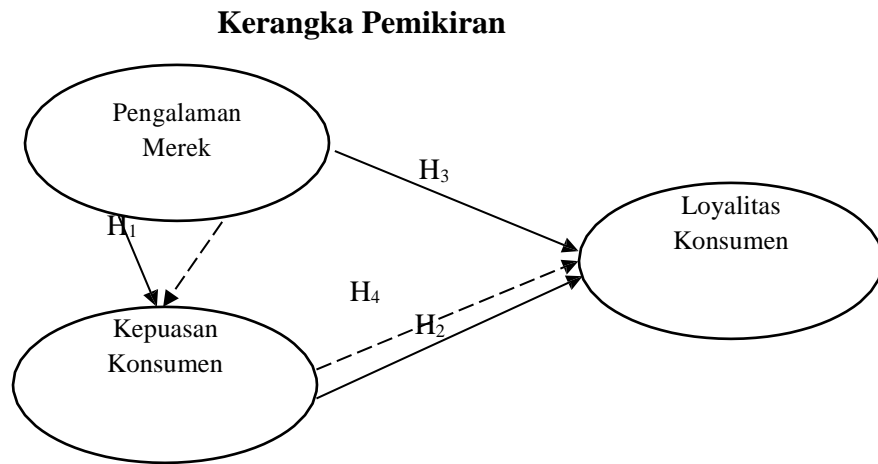 Kerangka Pemikiran
Pengalaman
Merek
H₃
Loyalitas
Konsumen
H₁
H₄
H₂
Kepuasan
Konsumen